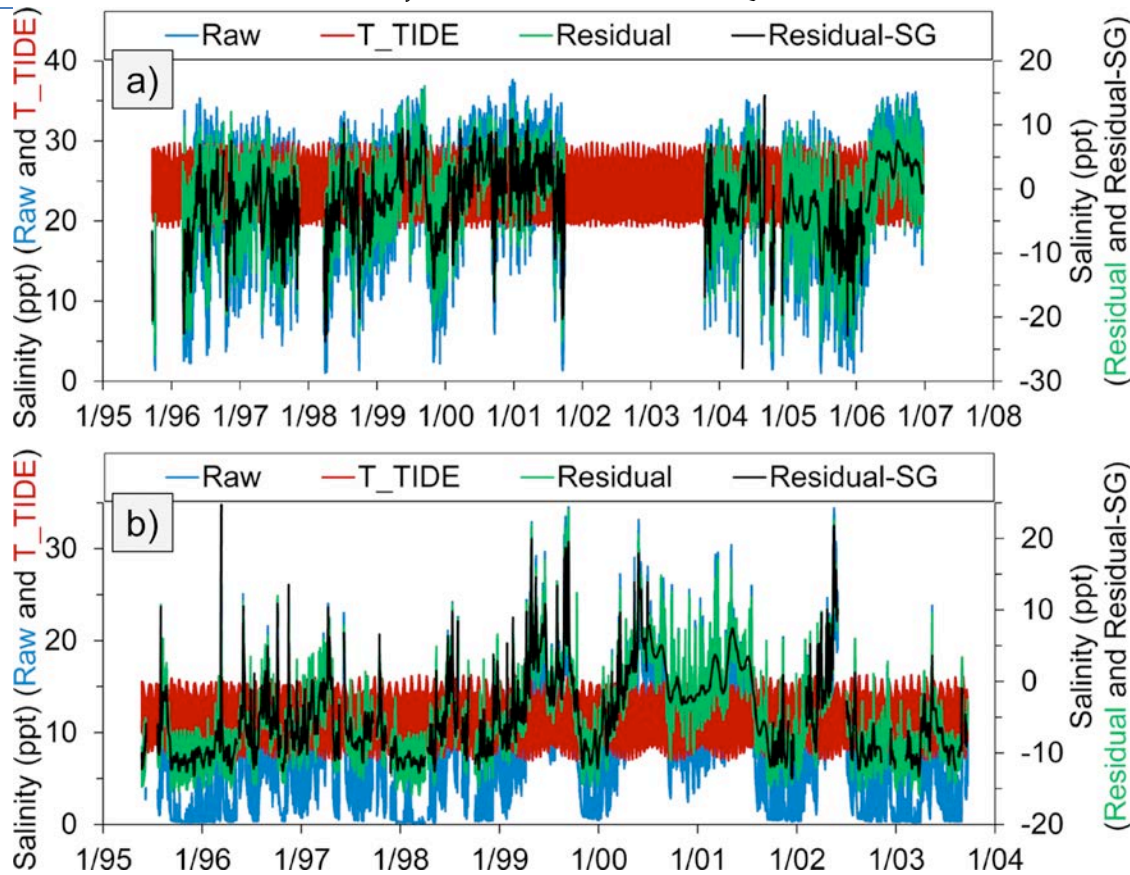 Raw T_TIDE Residual Residual-SG
a)
Salinity (ppt) (Raw and T_TIDE)
40
30
20
10
0
20
10
0
-10
-20
-30
Salinity (ppt)
(Residual and Residual-SG)
1/95 1/96 1/97 1/98 1/99 1/00 1/01 1/02 1/03 1/04 1/05 1/06 1/07 1/08
Raw T_TIDE Residual Residual-SG
b)
Salinity (ppt) (Raw and T_TIDE)
30
20
10
0
20
10
0
-10
-20
Salinity (ppt)
(Residual and Residual-SG)
1/95 1/96 1/97 1/98 1/99 1/00 1/01 1/02 1/03 1/04